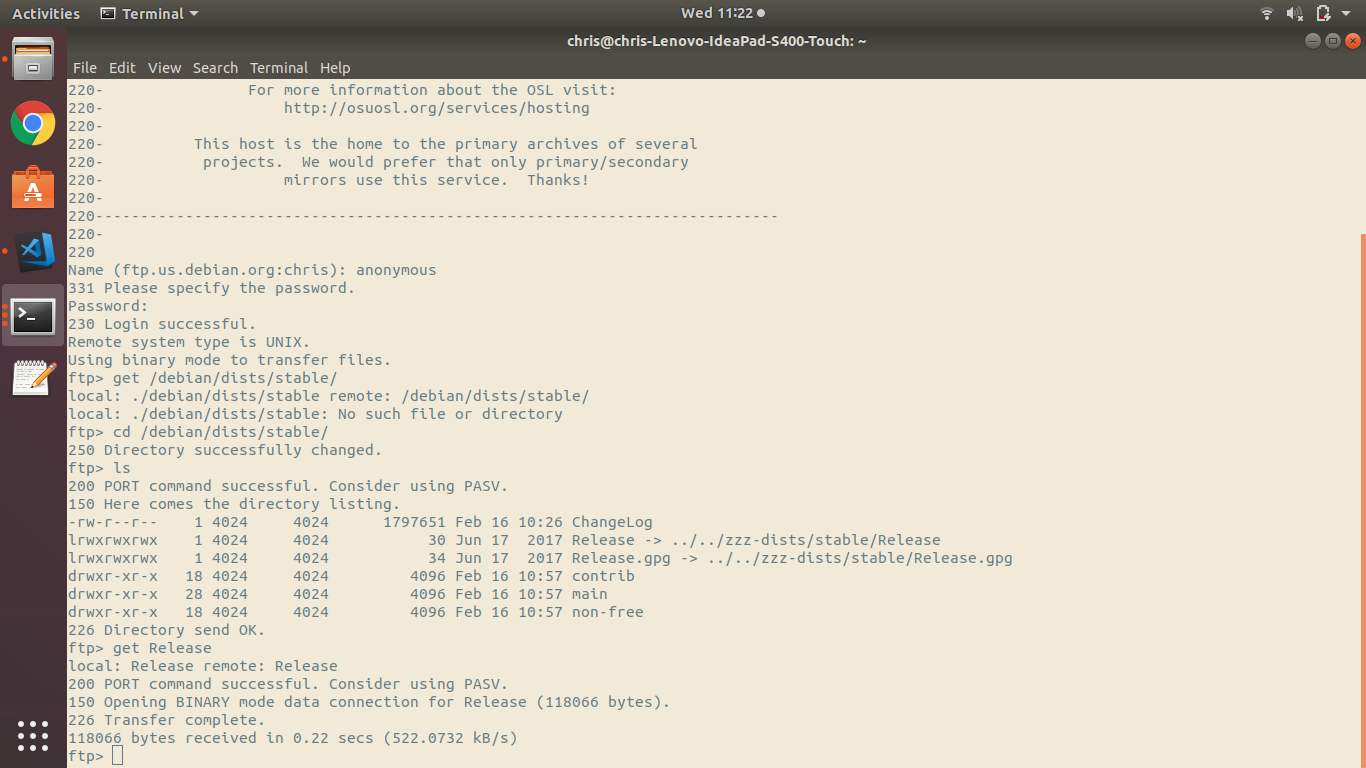 Activities Terminal Wed 11:22
chris@chris-Lenovo-IdeaPad-S400-Touch: ~
File Edit View Search Terminal Help
220-                For more information about the OSL visit:
220-                    http://osuosl.org/services/hosting
220-
220-          This host is the home to the primary archives of several
220-           projects.  We would prefer that only primary/secondary
220-                    mirrors use this service.  Thanks!
220-
220----------------------------------------------------------------------------
220-
220
Name (ftp.us.debian.org:chris): anonymous
331 Please specify the password.
Password:
230 Login successful.
Remote system type is UNIX.
Using binary mode to transfer files.
ftp> get /debian/dists/stable/
local: ./debian/dists/stable remote: /debian/dists/stable/
local: ./debian/dists/stable: No such file or directory
ftp> cd /debian/dists/stable/
250 Directory successfully changed.
ftp> ls
200 PORT command successful. Consider using PASV.
150 Here comes the directory listing.
-rw-r--r--    1 4024     4024      1797651 Feb 16 10:26 ChangeLog
lrwxrwxrwx    1 4024     4024           30 Jun 17  2017 Release -> ../../zzz-dists/stable/Release
lrwxrwxrwx    1 4024     4024           34 Jun 17  2017 Release.gpg -> ../../zzz-dists/stable/Release.gpg
drwxr-xr-x   18 4024     4024         4096 Feb 16 10:57 contrib
drwxr-xr-x   28 4024     4024         4096 Feb 16 10:57 main
drwxr-xr-x   18 4024     4024         4096 Feb 16 10:57 non-free
226 Directory send OK.
ftp> get Release
local: Release remote: Release
200 PORT command successful. Consider using PASV.
150 Opening BINARY mode data connection for Release (118066 bytes).
226 Transfer complete.
118066 bytes received in 0.22 secs (522.0732 kB/s)
ftp>